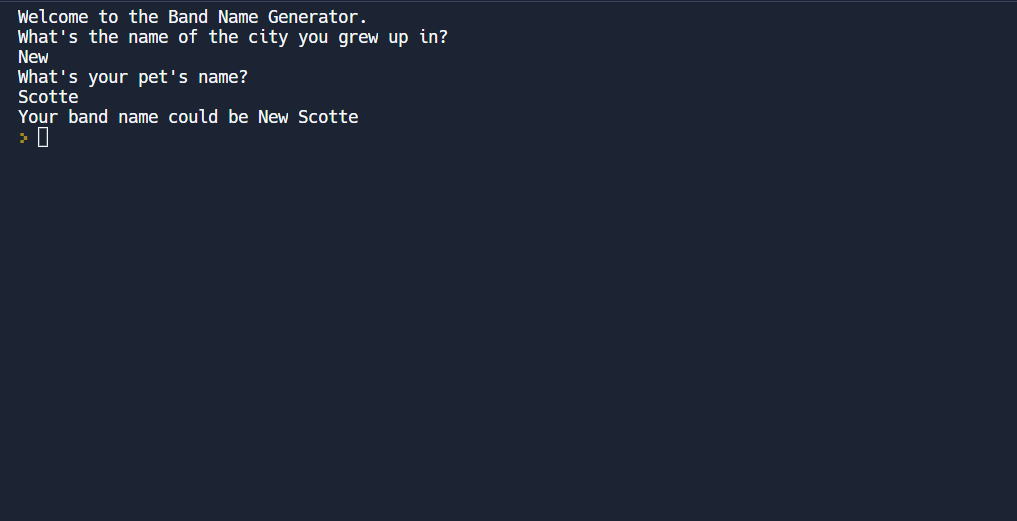 Welcome to the Band Name Generator.
What's the name of the city you grew up in?
New
What's your pet's name?
Scotte
Your band name could be New Scotte
>